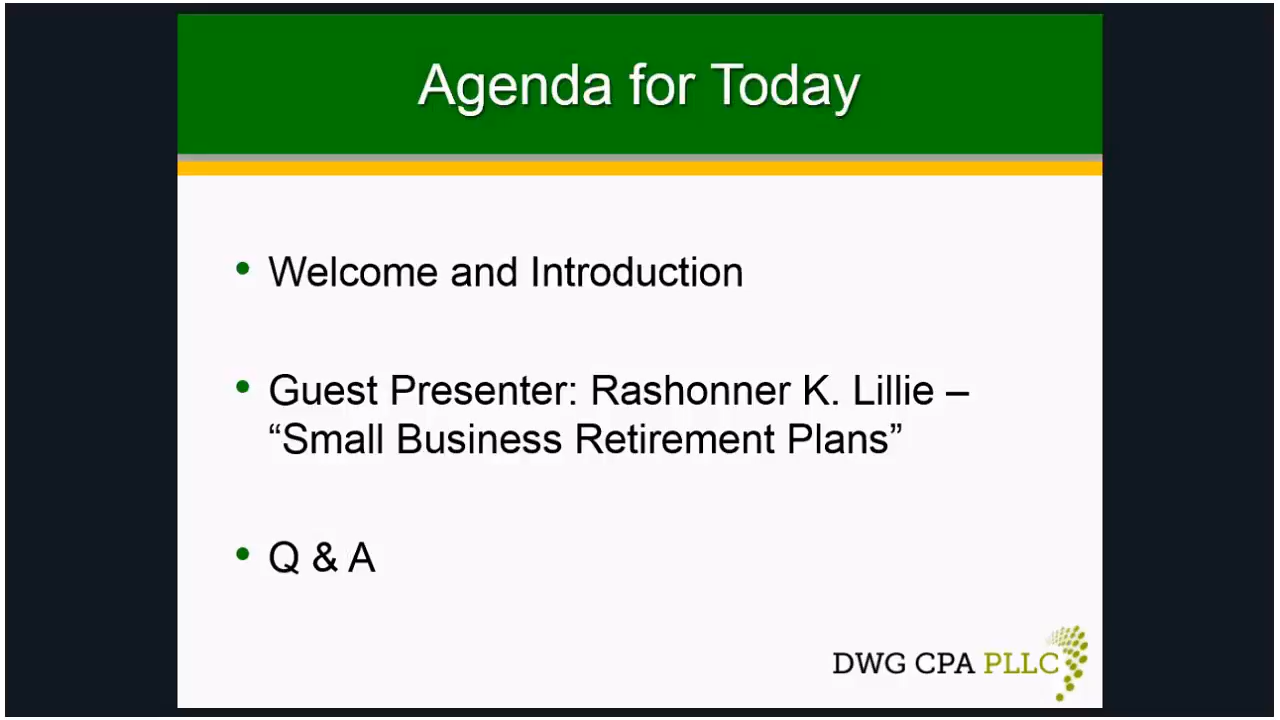 Agenda for Today
• Welcome and Introduction
• Guest Presenter: Rashonner K. Lillie –
“Small Business Retirement Plans”
• Q & A
DWG CPA PLLC